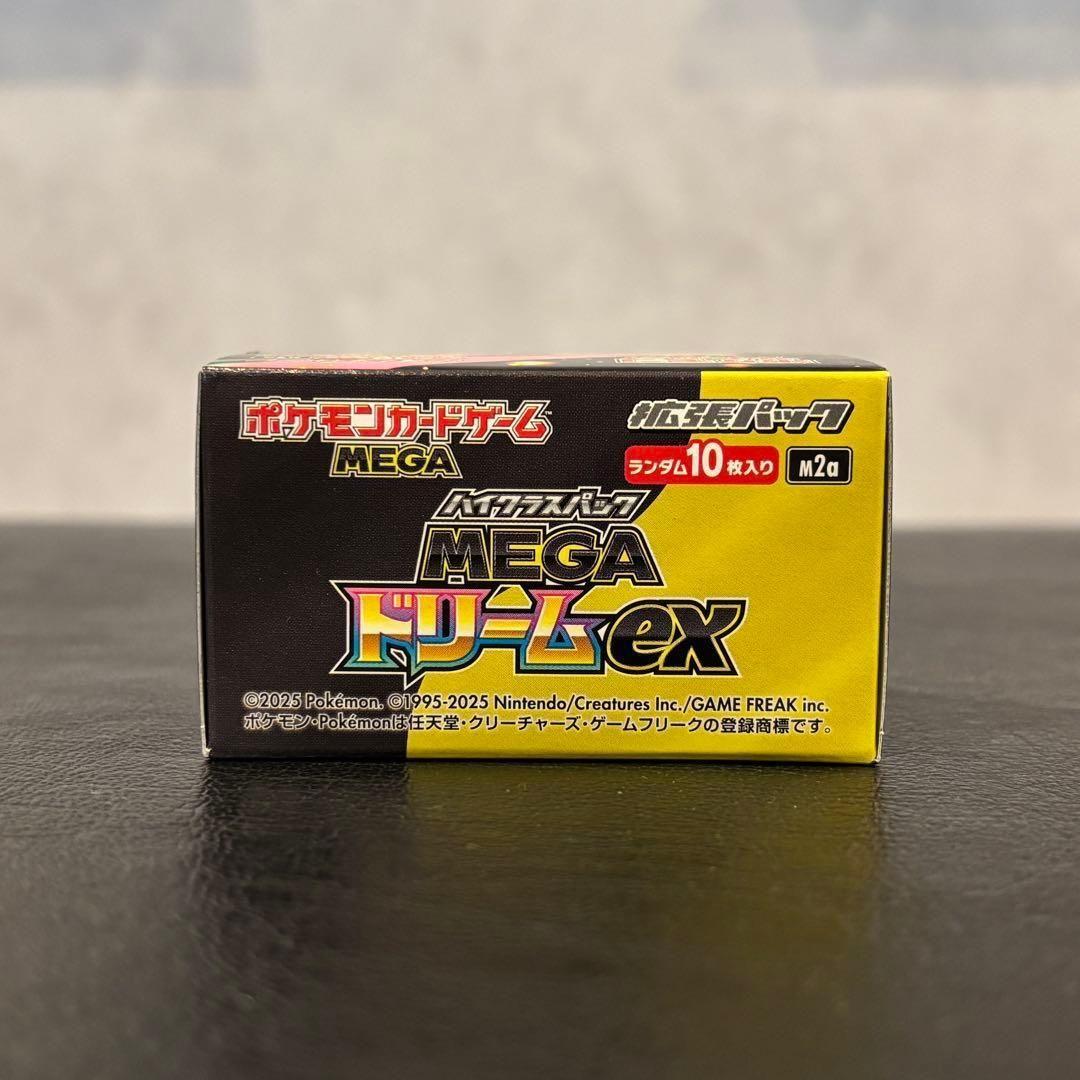 ポケモンカードゲーム™
MEGA
拡張パック
ランダム10枚入り
M2a
ハイクラスパック
MEGA
ドリームex
©2025 Pokémon. ©1995-2025 Nintendo/Creatures Inc./GAME FREAK inc.
ポケモン・Pokémonは任天堂・クリーチャーズ・ゲームフリークの登録商標です。